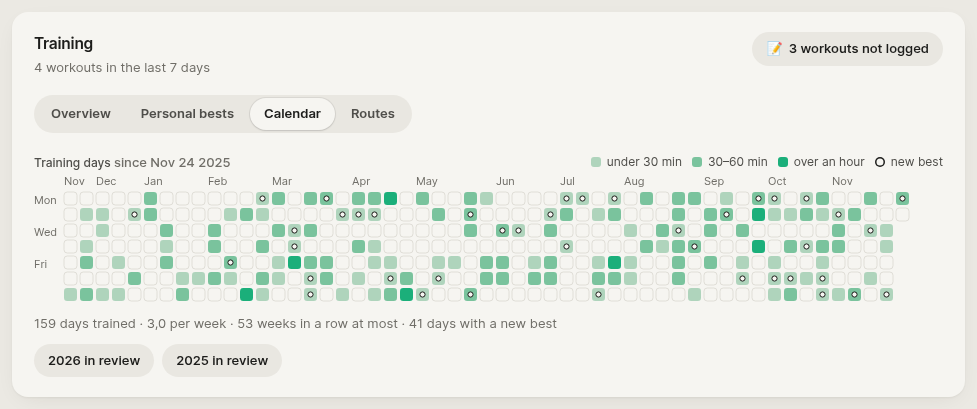 Training
4 workouts in the last 7 days
📝 3 workouts not logged
Overview Personal bests Calendar Routes
Training days since Nov 24 2025
under 30 min 30–60 min over an hour new best
Nov Dec Jan Feb Mar Apr May Jun Jul Aug Sep Oct Nov
Mon
Wed
Fri
159 days trained · 3,0 per week · 53 weeks in a row at most · 41 days with a new best
2026 in review 2025 in review